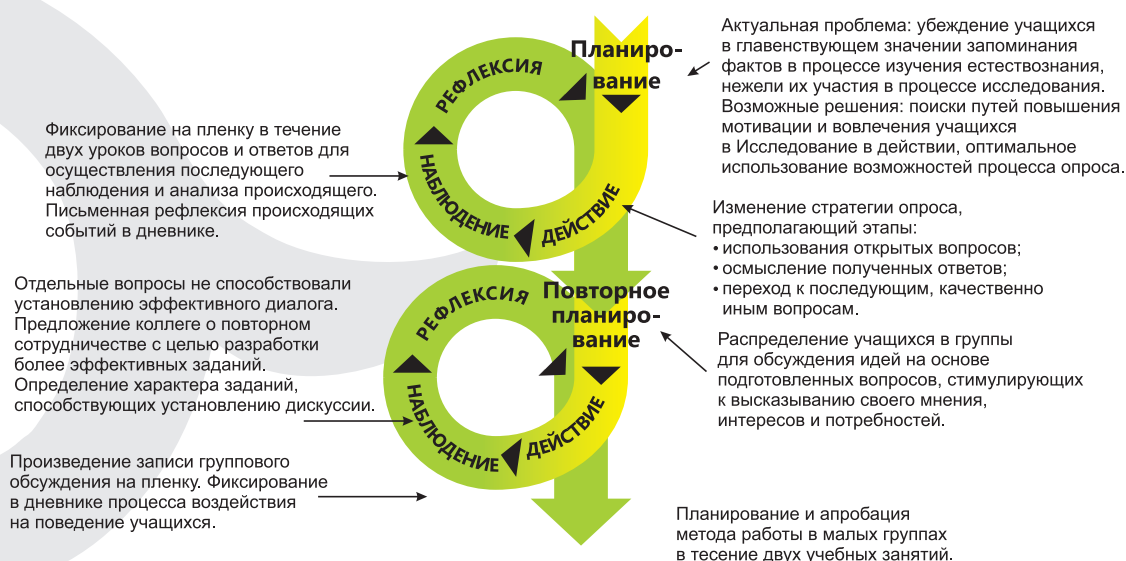 Актуальная проблема: убеждение учащихся
в главенствующем значении запоминания
фактов в процессе изучения естествознания,
нежели их участия в процессе исследования.
Возможные решения: поиски путей повышения
мотивации и вовлечения учащихся
в Исследование в действии, оптимальное
использование возможностей процесса опроса.
Планиро-
вание
РЕФЛЕКСИЯ
НАБЛЮДЕНИЕ
ДЕЙСТВИЕ
Фиксирование на пленку в течение
двух уроков вопросов и ответов для
осуществления последующего
наблюдения и анализа происходящего.
Письменная рефлексия происходящих
событий в дневнике.
Изменение стратегии опроса,
предполагающий этапы:
• использования открытых вопросов;
• осмысление полученных ответов;
• переход к последующим, качественно
иным вопросам.
Отдельные вопросы не способствовали
установлению эффективного диалога.
Предложение коллеге о повторном
сотрудничестве с целью разработки
более эффективных заданий.
Определение характера заданий,
способствующих установлению дискуссии.
Повторное
планиро-
вание
РЕФЛЕКСИЯ
НАБЛЮДЕНИЕ
ДЕЙСТВИЕ
Распределение учащихся в группы
для обсуждения идей на основе
подготовленных вопросов, стимулирующих
к высказыванию своего мнения,
интересов и потребностей.
Произведение записи группового
обсуждения на пленку. Фиксирование
в дневнике процесса воздействия
на поведение учащихся.
Планирование и апробация
метода работы в малых группах
в тесение двух учебных занятий.